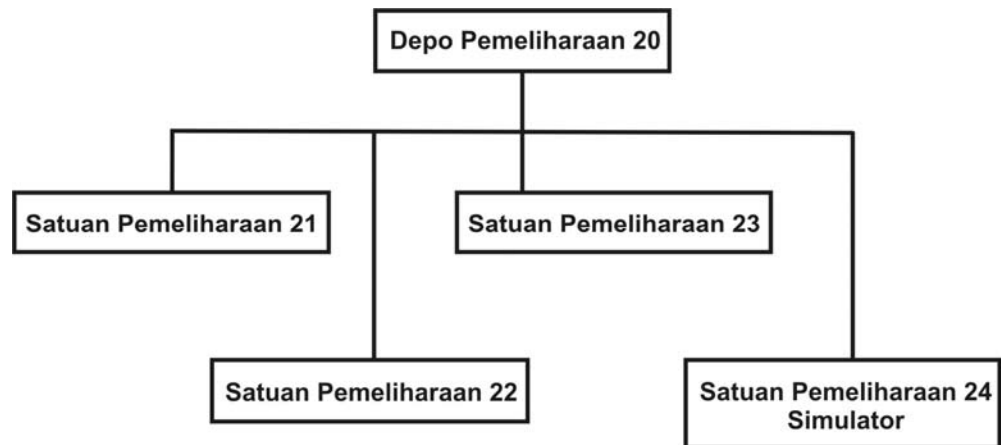 Depo Pemeliharaan 20
Satuan Pemeliharaan 21
Satuan Pemeliharaan 23
Satuan Pemeliharaan 22
Satuan Pemeliharaan 24
Simulator